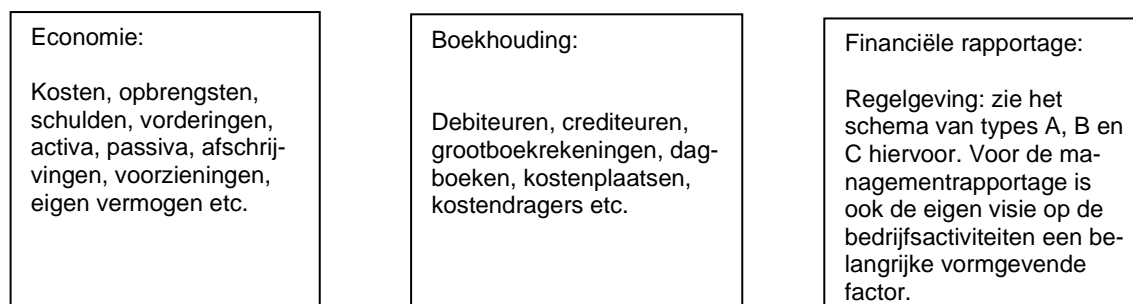 Economie:
Kosten, opbrengsten,
schulden, vorderingen,
activa, passiva, afschrij-
vingen, voorzieningen,
eigen vermogen etc.
Boekhouding:
Debiteuren, crediteuren,
grootboekrekeningen, dag-
boeken, kostenplaatsen,
kostendragers etc.
Financiële rapportage:
Regelgeving: zie het
schema van types A, B en
C hiervoor. Voor de ma-
nagementrapportage is
ook de eigen visie op de
bedrijfsactiviteiten een be-
langrijke vormgevende
factor.